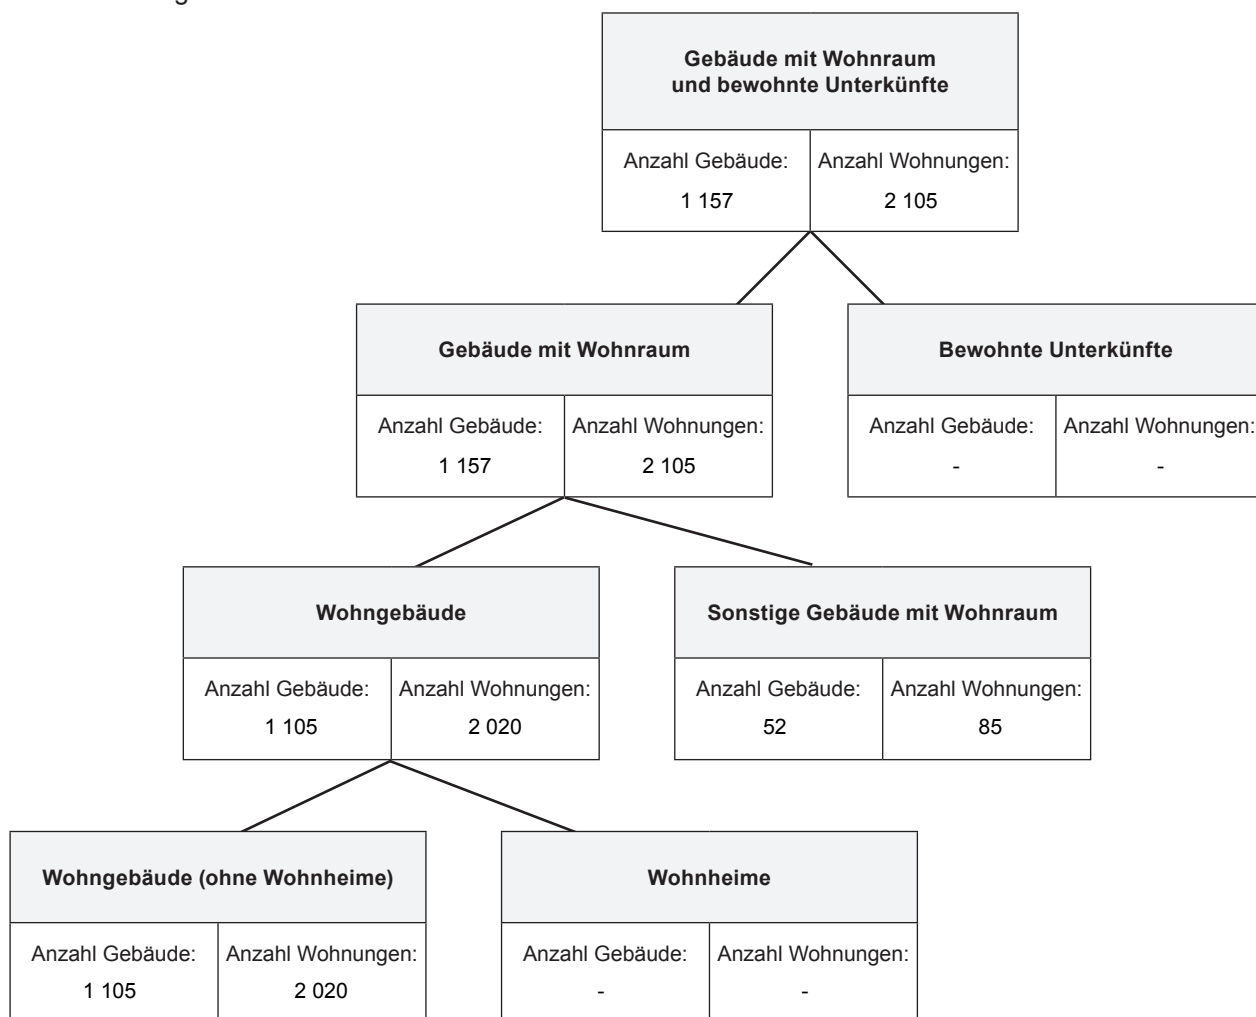 Gebäude mit Wohnraum
und bewohnte Unterkünfte
Anzahl Gebäude: Anzahl Wohnungen:
1 157 2 105
Gebäude mit Wohnraum Bewohnte Unterkünfte
Anzahl Gebäude: Anzahl Wohnungen: Anzahl Gebäude: Anzahl Wohnungen:
1 157 2 105 - -
Wohngebäude Sonstige Gebäude mit Wohnraum
Anzahl Gebäude: Anzahl Wohnungen: Anzahl Gebäude: Anzahl Wohnungen:
1 105 2 020 52 85
Wohngebäude (ohne Wohnheime) Wohnheime
Anzahl Gebäude: Anzahl Wohnungen: Anzahl Gebäude: Anzahl Wohnungen:
1 105 2 020 - -